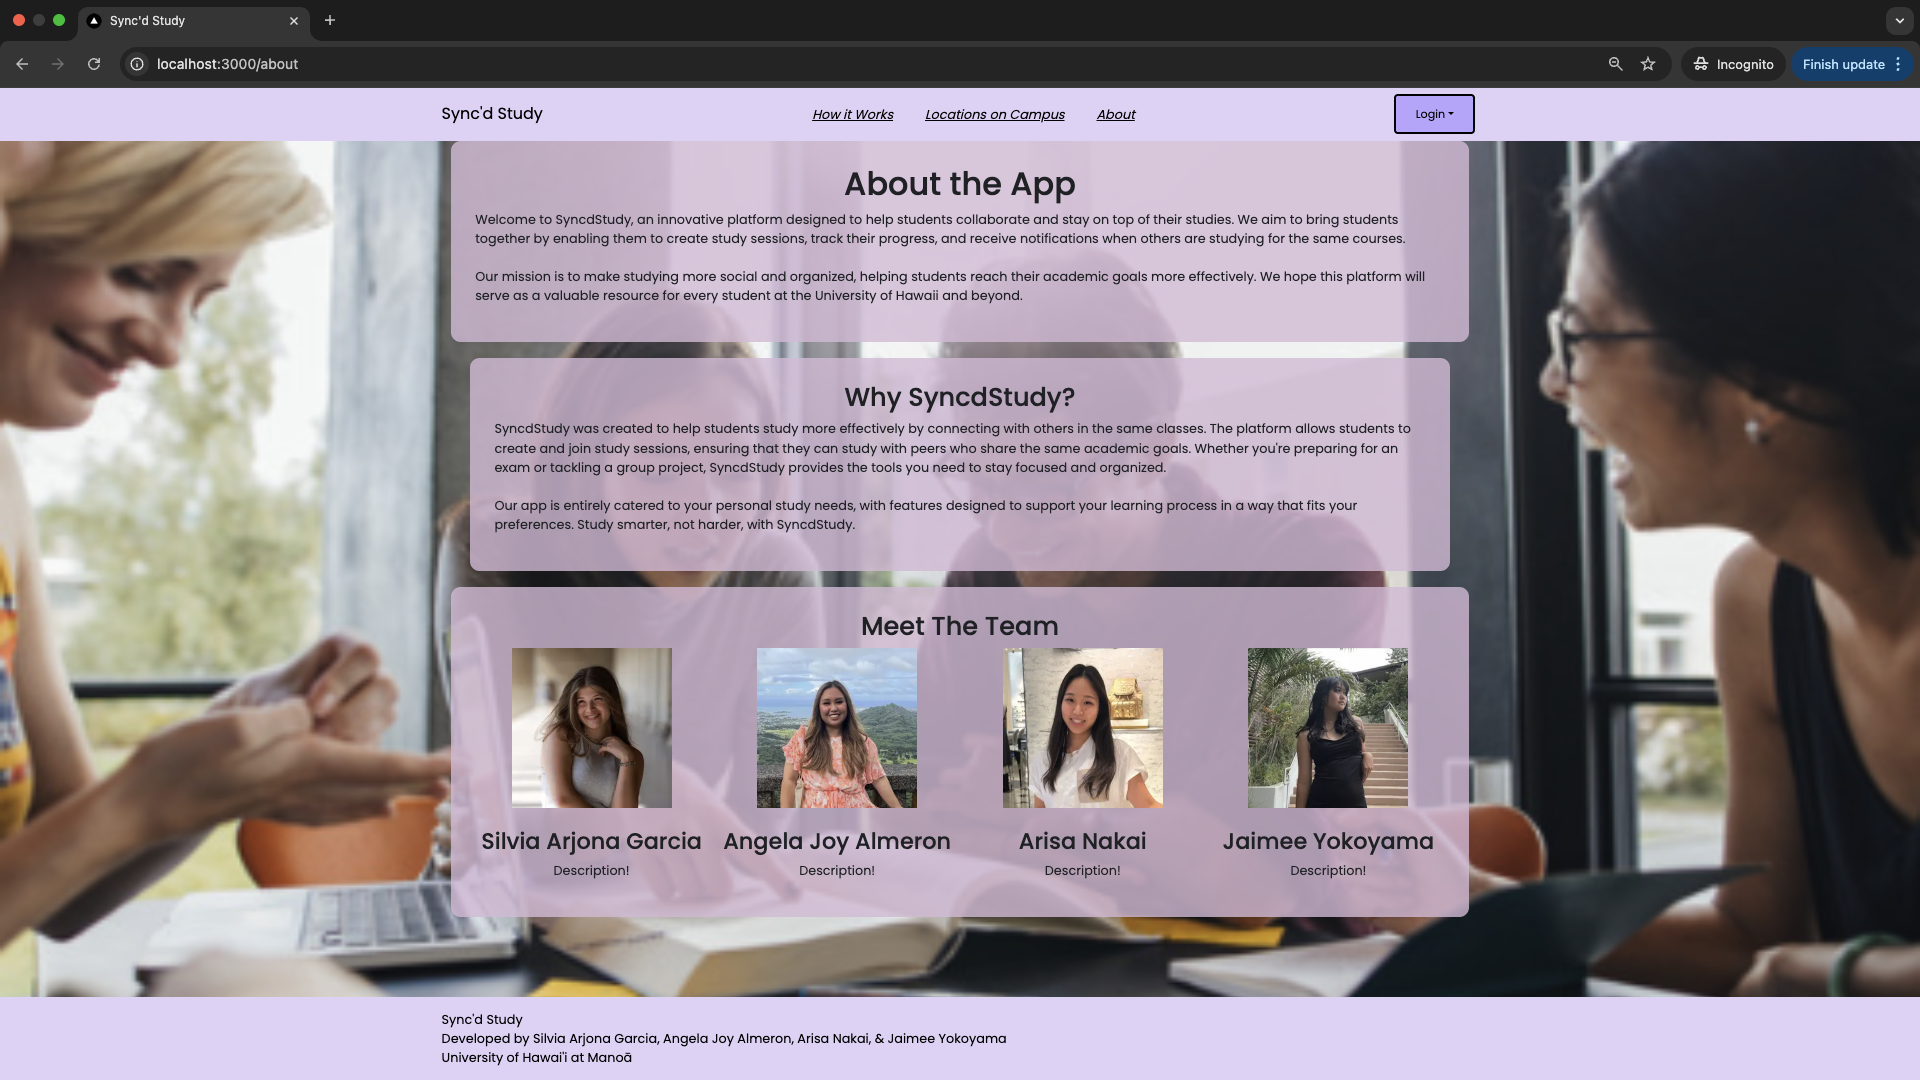 Sync'd Study
localhost:3000/about
Incognito
Finish update
Sync'd Study
How it Works
Locations on Campus
About
Login
About the App
Welcome to SyncdStudy, an innovative platform designed to help students collaborate and stay on top of their studies. We aim to bring students
together by enabling them to create study sessions, track their progress, and receive notifications when others are studying for the same courses.
Our mission is to make studying more social and organized, helping students reach their academic goals more effectively. We hope this platform will
serve as a valuable resource for every student at the University of Hawaii and beyond.
Why SyncdStudy?
SyncdStudy was created to help students study more effectively by connecting with others in the same classes. The platform allows students to
create and join study sessions, ensuring that they can study with peers who share the same academic goals. Whether you're preparing for an
exam or tackling a group project, SyncdStudy provides the tools you need to stay focused and organized.
Our app is entirely catered to your personal study needs, with features designed to support your learning process in a way that fits your
preferences. Study smarter, not harder, with SyncdStudy.
Meet The Team
Silvia Arjona Garcia
Description!
Angela Joy Almeron
Description!
Arisa Nakai
Description!
Jaimee Yokoyama
Description!
Sync'd Study
Developed by Silvia Arjona Garcia, Angela Joy Almeron, Arisa Nakai, & Jaimee Yokoyama
University of Hawai'i at Manoā